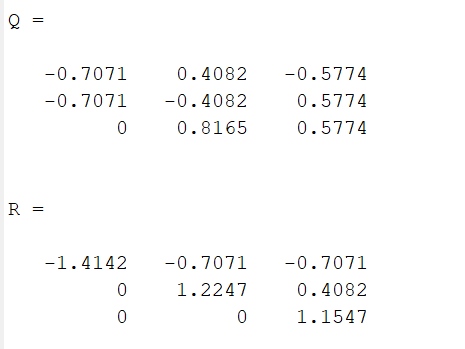 Q =
-0.7071 0.4082 -0.5774
-0.7071 -0.4082 0.5774
0 0.8165 0.5774
R =
-1.4142 -0.7071 -0.7071
0 1.2247 0.4082
0 0 1.1547